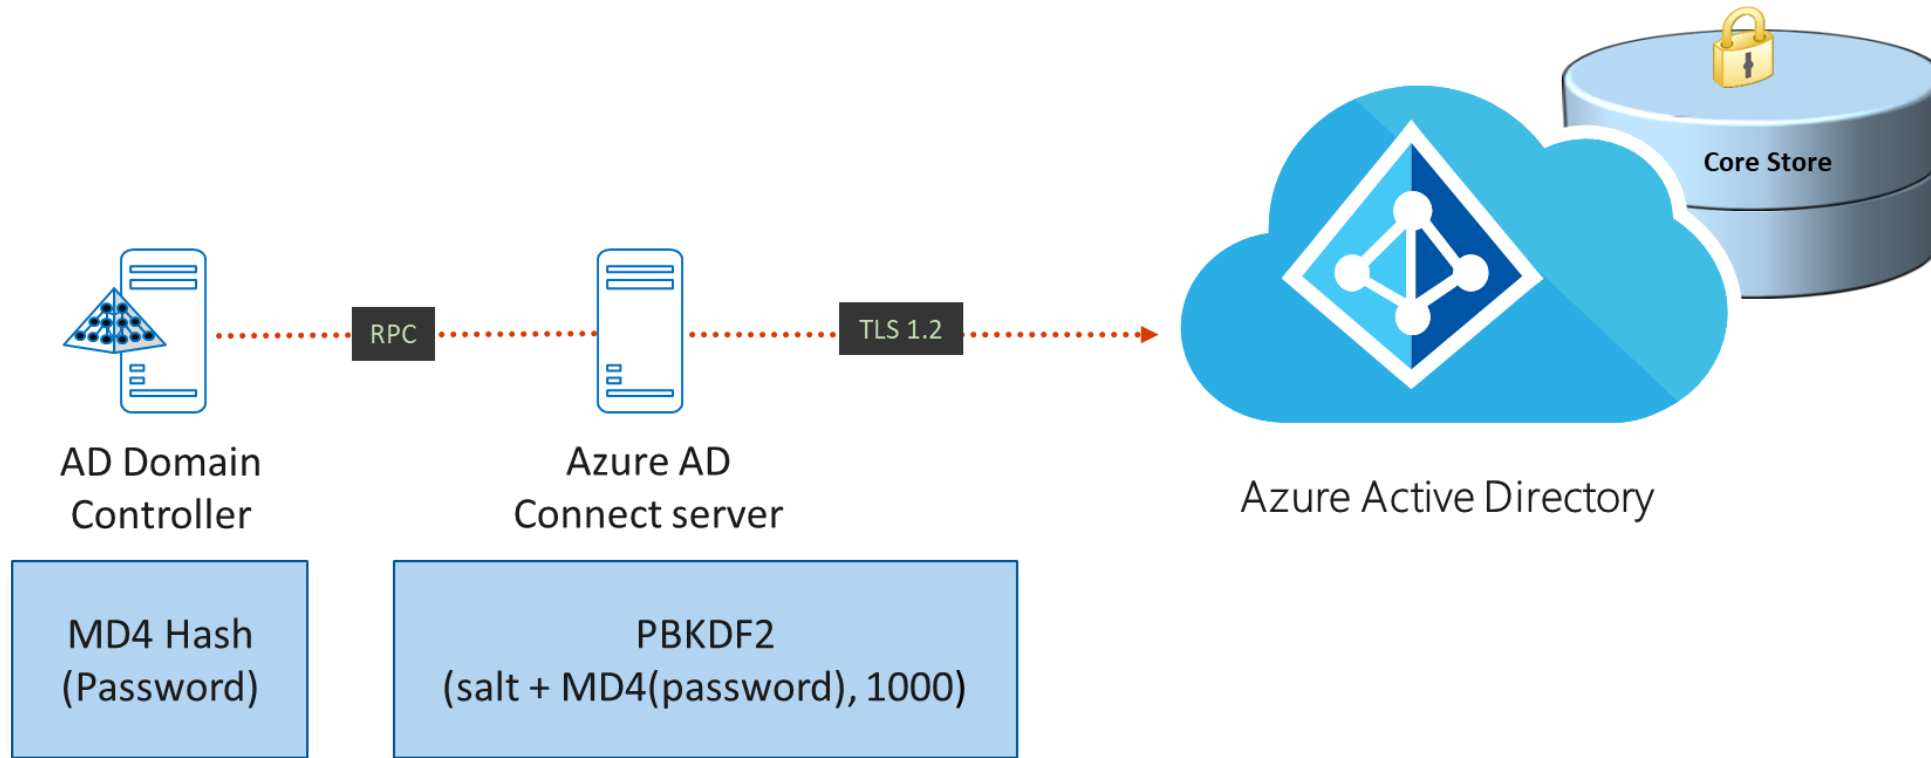 Core Store
RPC
TLS 1.2
AD Domain
Controller
Azure AD
Connect server
Azure Active Directory
MD4 Hash
(Password)
PBKDF2
(salt + MD4(password), 1000)